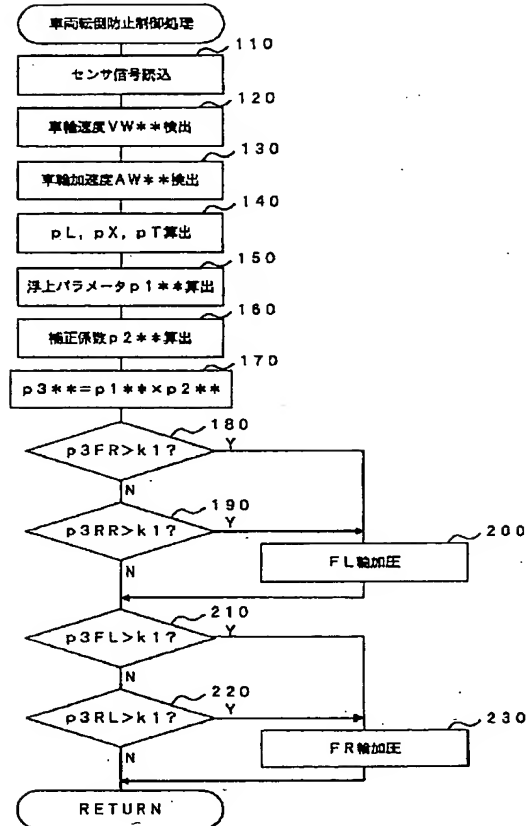 車両転倒防止制御処理
110
センサ信号読込
120
車輪速度VW**検出
130
車輪加速度AW**検出
140
pL, pX, pT算出
150
浮上パラメータp1**算出
160
補正係数p2**算出
170
p3**=p1**×p2**
180
p3FR>k1?
Y
N
190
p3RR>k1?
Y
200
FL輪加圧
N
210
p3FL>k1?
Y
N
220
p3RL>k1?
Y
230
FR輪加圧
N
RETURN